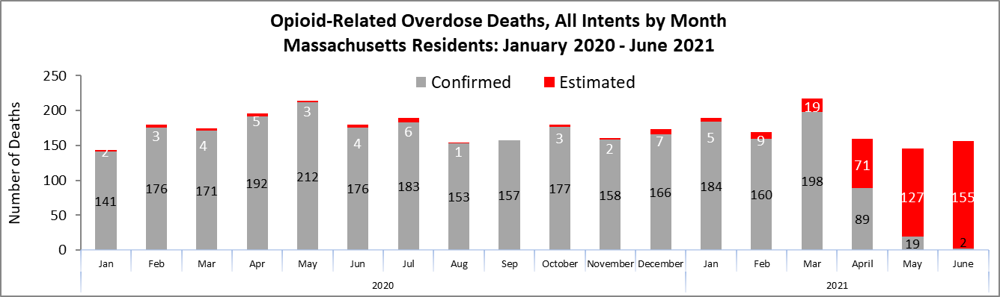 Opioid-Related Overdose Deaths, All Intents by Month
Massachusetts Residents: January 2020 - June 2021
Number of Deaths
250
200
150
100
50
0
Confirmed Estimated
2 3 4 5 3 4 6 1 3 2 7 5 9 19 71 127 155
141 176 171 192 212 176 183 153 157 177 158 166 184 160 198 89 19 2
Jan Feb Mar Apr May Jun Jul Aug Sep October November December Jan Feb Mar April May June
2020 2021